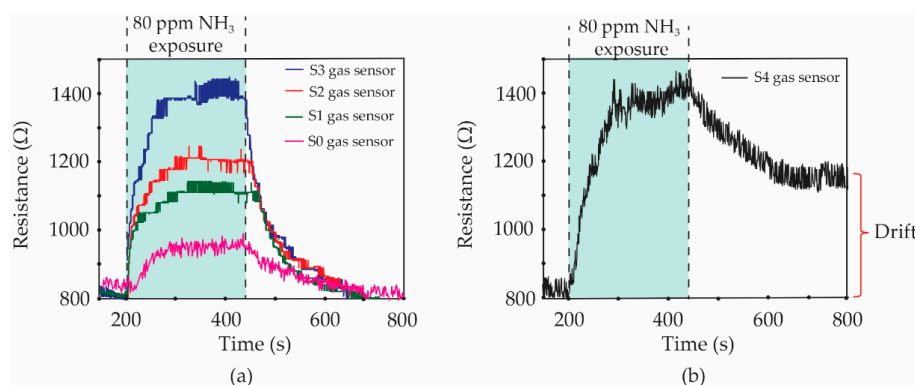 80 ppm NH₃
exposure
Resistance (Ω)
1400
1200
1000
800
S3 gas sensor
S2 gas sensor
S1 gas sensor
S0 gas sensor
200
400
600
800
Time (s)
(a)
80 ppm NH₃
exposure
Resistance (Ω)
1400
1200
1000
800
S4 gas sensor
Drift
200
400
600
800
Time (s)
(b)